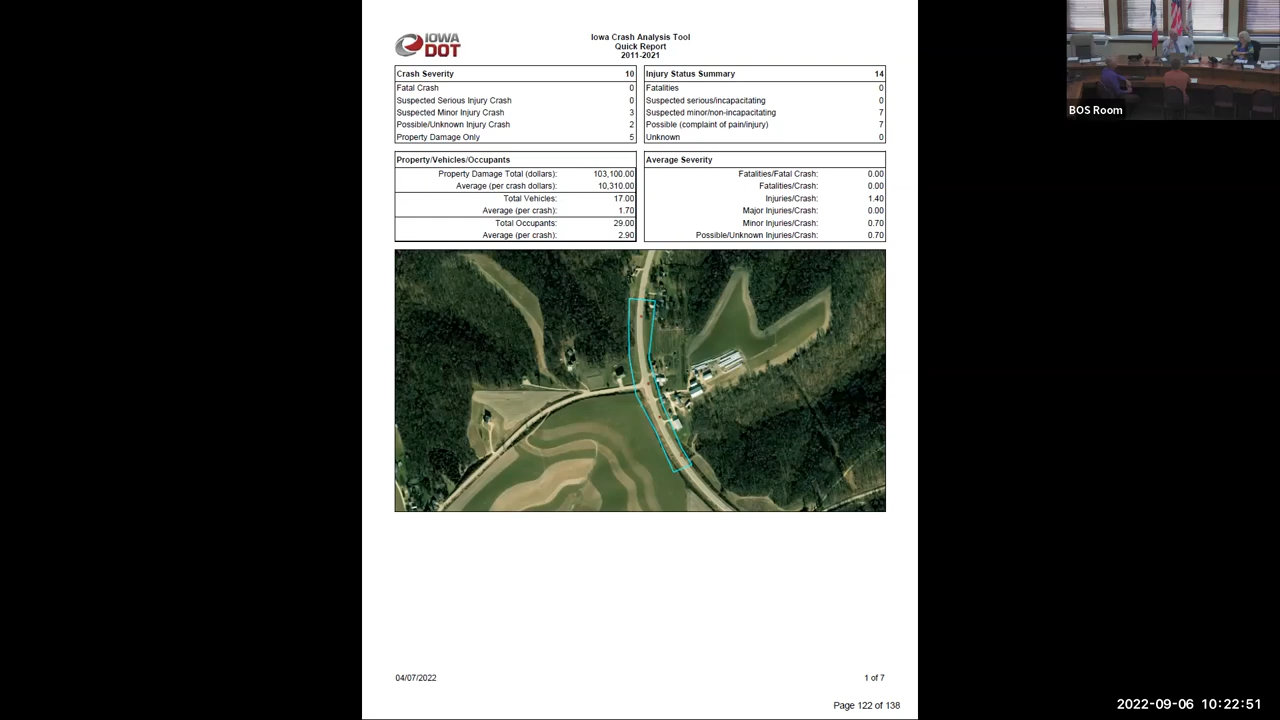 IOWA
DOT
Iowa Crash Analysis Tool
Quick Report
2011-2021
Crash Severity 10
Fatal Crash 0
Suspected Serious Injury Crash 0
Suspected Minor Injury Crash 3
Possible/Unknown Injury Crash 2
Property Damage Only 5
Injury Status Summary 14
Fatalities 0
Suspected serious/incapacitating 0
Suspected minor/non-incapacitating 7
Possible (complaint of pain/injury) 7
Unknown 0
Property/Vehicles/Occupants
Property Damage Total (dollars): 103,100.00
Average (per crash dollars): 10,310.00
Total Vehicles: 17.00
Average (per crash): 1.70
Total Occupants: 29.00
Average (per crash): 2.90
Average Severity
Fatalities/Fatal Crash: 0.00
Fatalities/Crash: 0.00
Injuries/Crash: 1.40
Major Injuries/Crash: 0.00
Minor Injuries/Crash: 0.70
Possible/Unknown Injuries/Crash: 0.70
BOS Room
04/07/2022
1 of 7
Page 122 of 138
2022-09-06 10:22:51